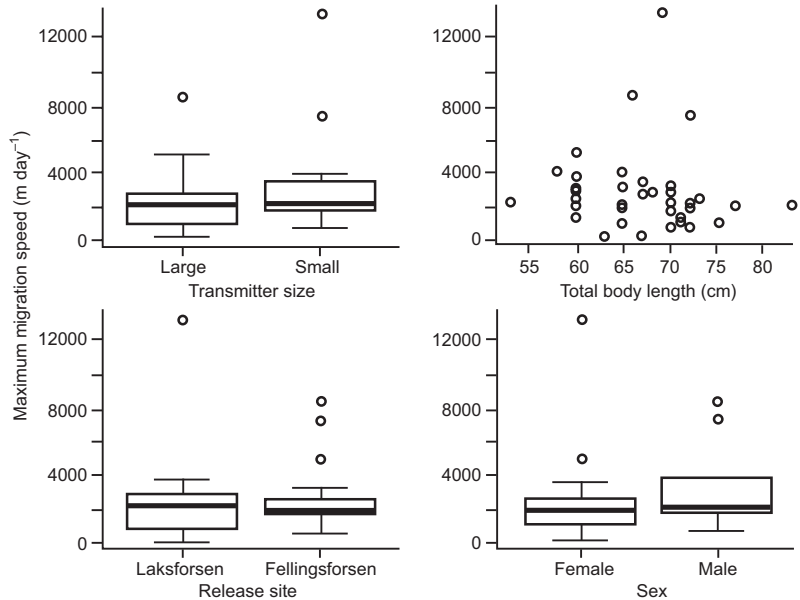 Maximum migration speed (m day⁻¹)
12000
8000
4000
0
Large Small
Transmitter size
12000
8000
4000
0
55 60 65 70 75 80
Total body length (cm)
12000
8000
4000
0
Laksforsen Fellingsforsen
Release site
12000
8000
4000
0
Female Male
Sex